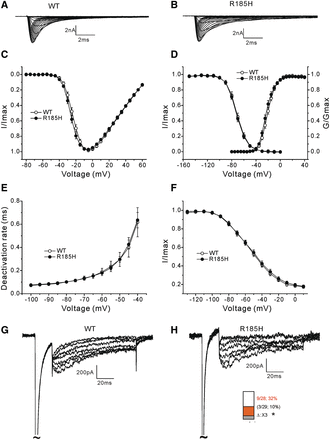 A
WT
2nA
2ms
B
R185H
2nA
2ms
C
I/Imax
0.0
0.2
0.4
0.6
0.8
1.0
WT
R185H
-80 -60 -40 -20 0 20 40 60
Voltage (mV)
D
I/Imax
1.0
0.8
0.6
0.4
0.2
0.0
WT
R185H
1.0
0.8
0.6
0.4
0.2
0.0
G/Gmax
-160 -120 -80 -40 0 40
Voltage (mV)
E
Deactivation rate (ms)
0.8
0.6
0.4
0.2
0.0
WT
R185H
-100 -90 -80 -70 -60 -50 -40
Voltage (mV)
F
I/Imax
1.0
0.8
0.6
0.4
0.2
0.0
WT
R185H
-120 -100 -80 -60 -40 -20 0
Voltage (mV)
G
WT
200pA
20ms
~
H
R185H
200pA
20ms
~
(3/29; 10%)
*